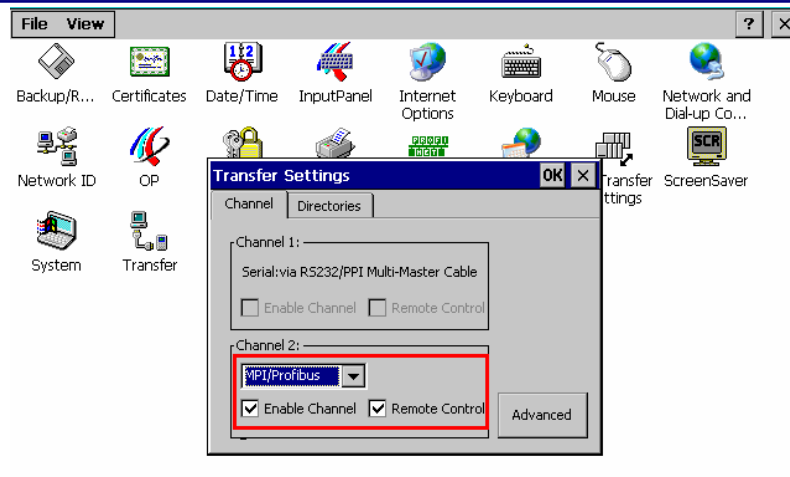 File View ? ×
Backup/R... Certificates Date/Time InputPanel Internet Options Keyboard Mouse Network and Dial-up Co...
Network ID OP SCR Transfer ttings ScreenSaver
System Transfer
Transfer Settings OK ×
Channel Directories
Channel 1:
Serial:via RS232/PPI Multi-Master Cable
Enable Channel Remote Control
Channel 2:
MPI/Profibus
Enable Channel Remote Control
Advanced